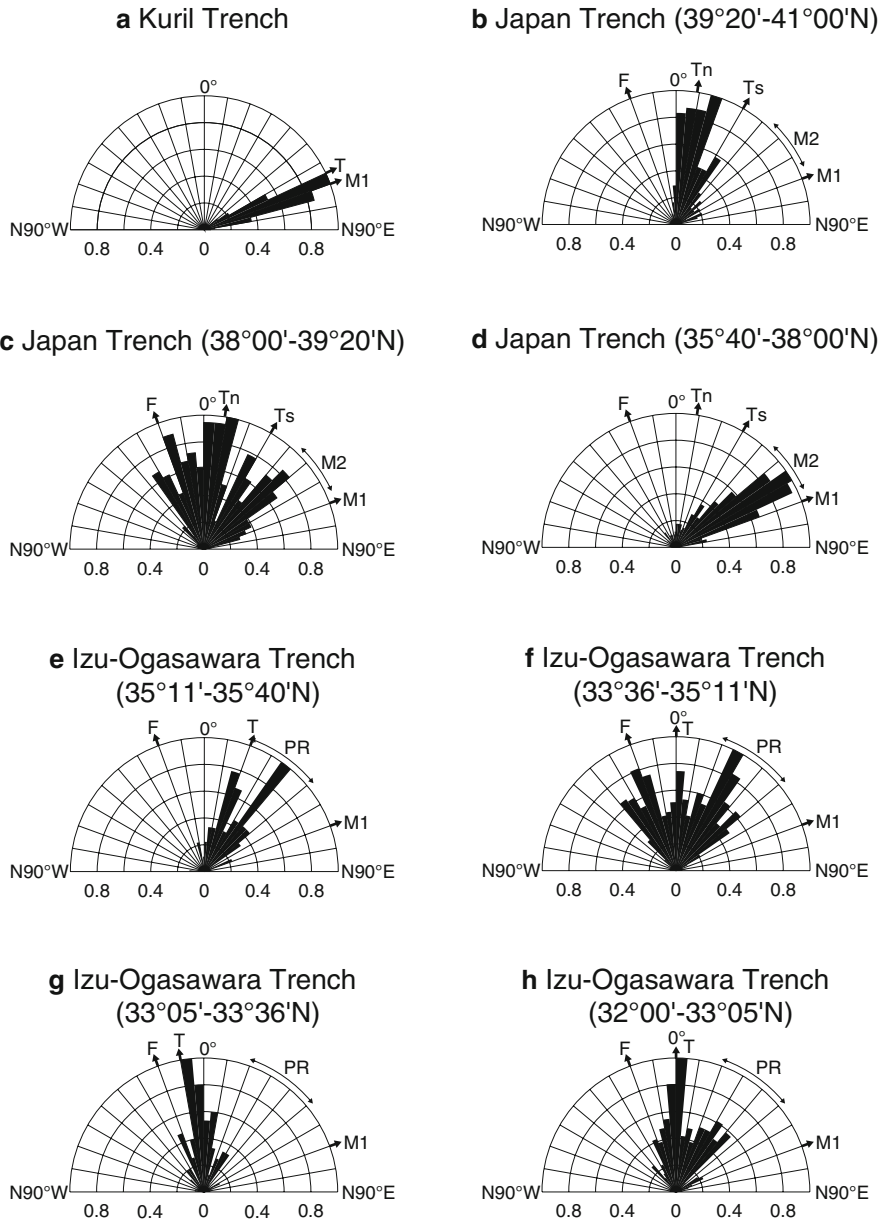 a Kuril Trench
0°
T
M1
N90°W
N90°E
0.8 0.4 0 0.4 0.8
b Japan Trench (39°20'-41°00'N)
F
0°
Tn
Ts
M2
M1
N90°W
N90°E
0.8 0.4 0 0.4 0.8
c Japan Trench (38°00'-39°20'N)
F
0°
Tn
Ts
M2
M1
N90°W
N90°E
0.8 0.4 0 0.4 0.8
d Japan Trench (35°40'-38°00'N)
F
0°
Tn
Ts
M2
M1
N90°W
N90°E
0.8 0.4 0 0.4 0.8
e Izu-Ogasawara Trench
(35°11'-35°40'N)
F
0°
T
PR
M1
N90°W
N90°E
0.8 0.4 0 0.4 0.8
f Izu-Ogasawara Trench
(33°36'-35°11'N)
F
0°
T
PR
M1
N90°W
N90°E
0.8 0.4 0 0.4 0.8
g Izu-Ogasawara Trench
(33°05'-33°36'N)
F
T
0°
PR
M1
N90°W
N90°E
0.8 0.4 0 0.4 0.8
h Izu-Ogasawara Trench
(32°00'-33°05'N)
F
0°
T
PR
M1
N90°W
N90°E
0.8 0.4 0 0.4 0.8